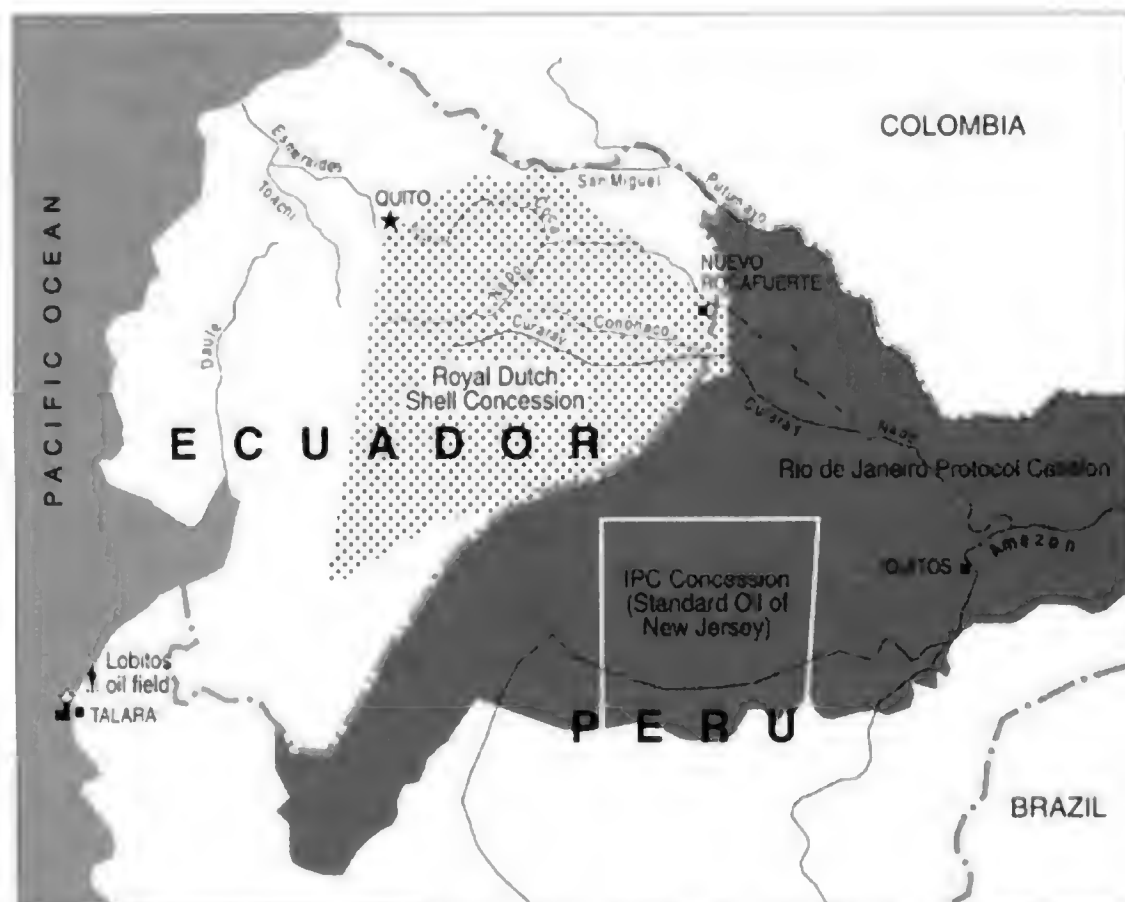 COLOMBIA
PACIFIC OCEAN
Esmeraldes
Toachi
QUITO
San Miguel
Putumayo
Napo
NUEVO
ROCAFUERTE
Daule
Curaray
Cononaco
Royal Dutch
Shell Concession
ECUADOR
Curaray
Napo
Rio de Janeiro Protocol Cession
Amazon
IQUITOS
IPC Concession
(Standard Oil of
New Jersey)
Lobitos
oil field
TALARA
PERU
BRAZIL